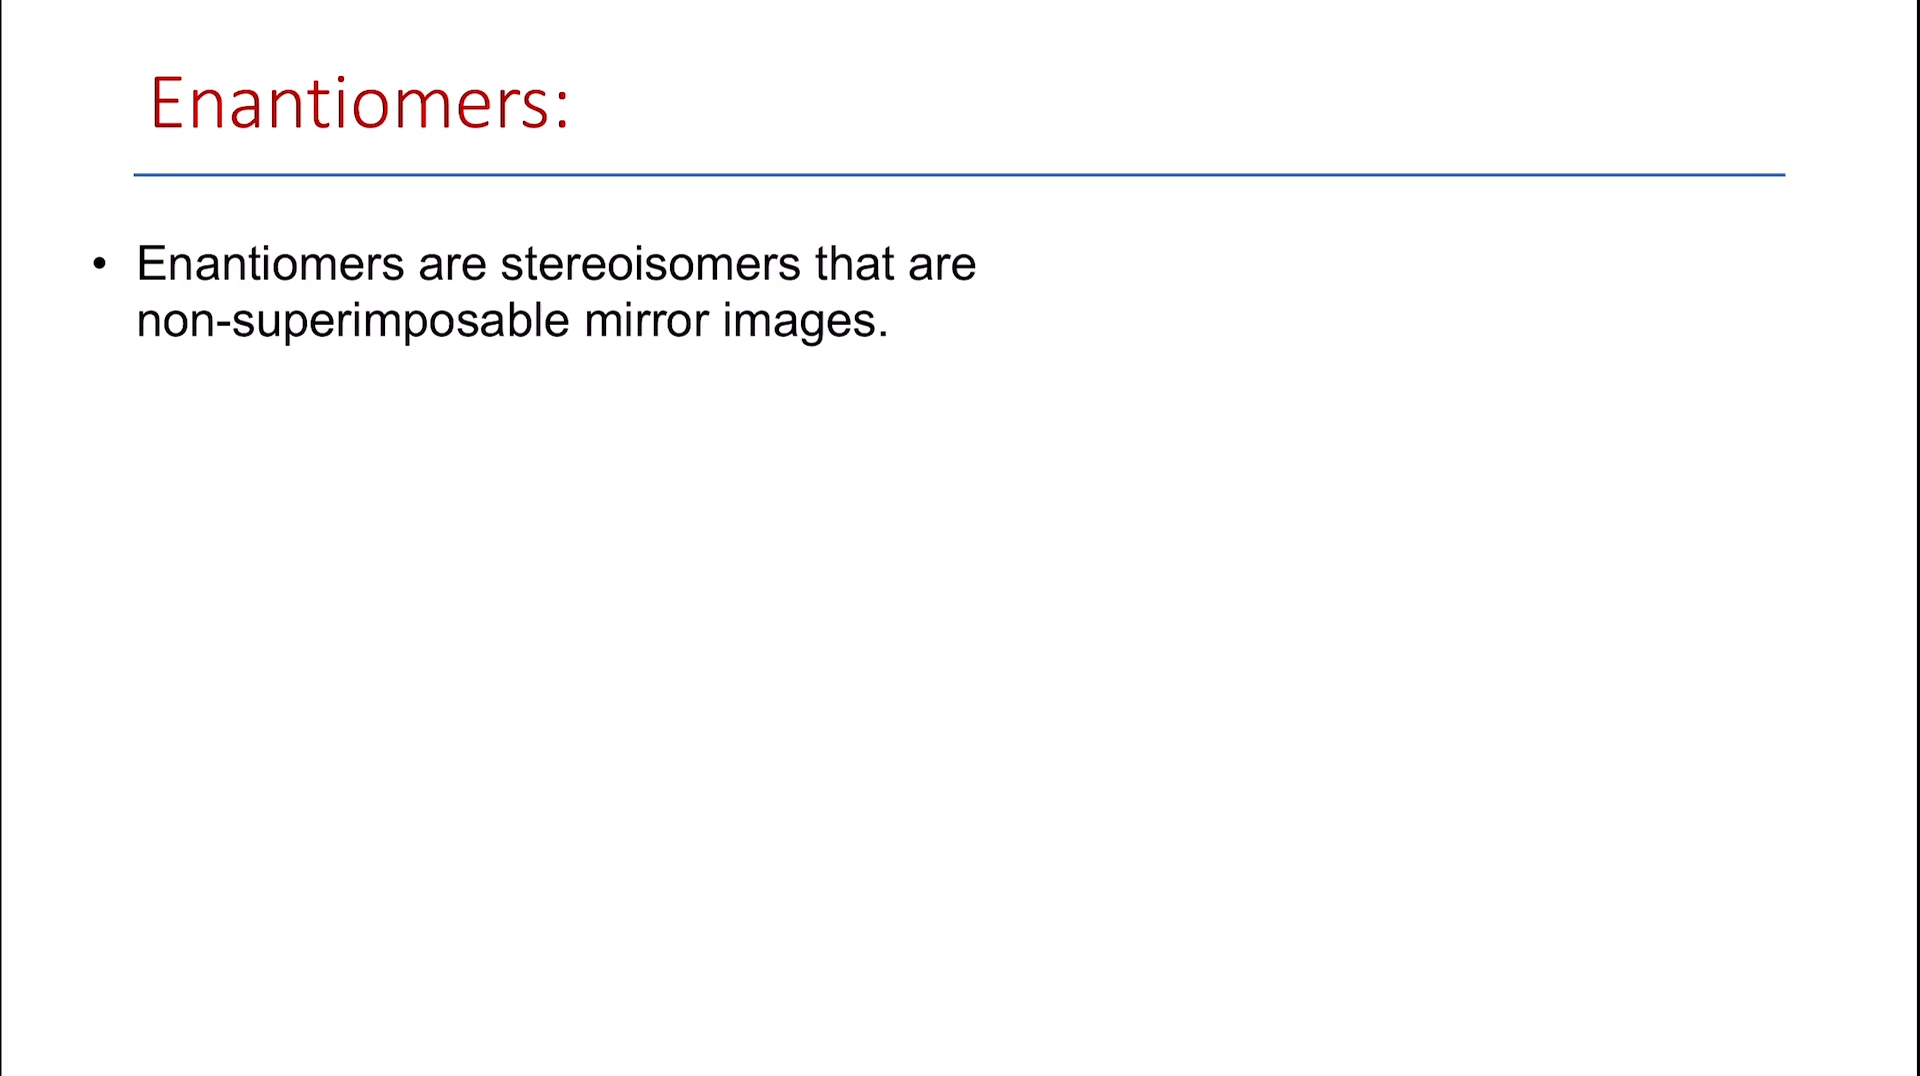 Enantiomers:
• Enantiomers are stereoisomers that are
non-superimposable mirror images.